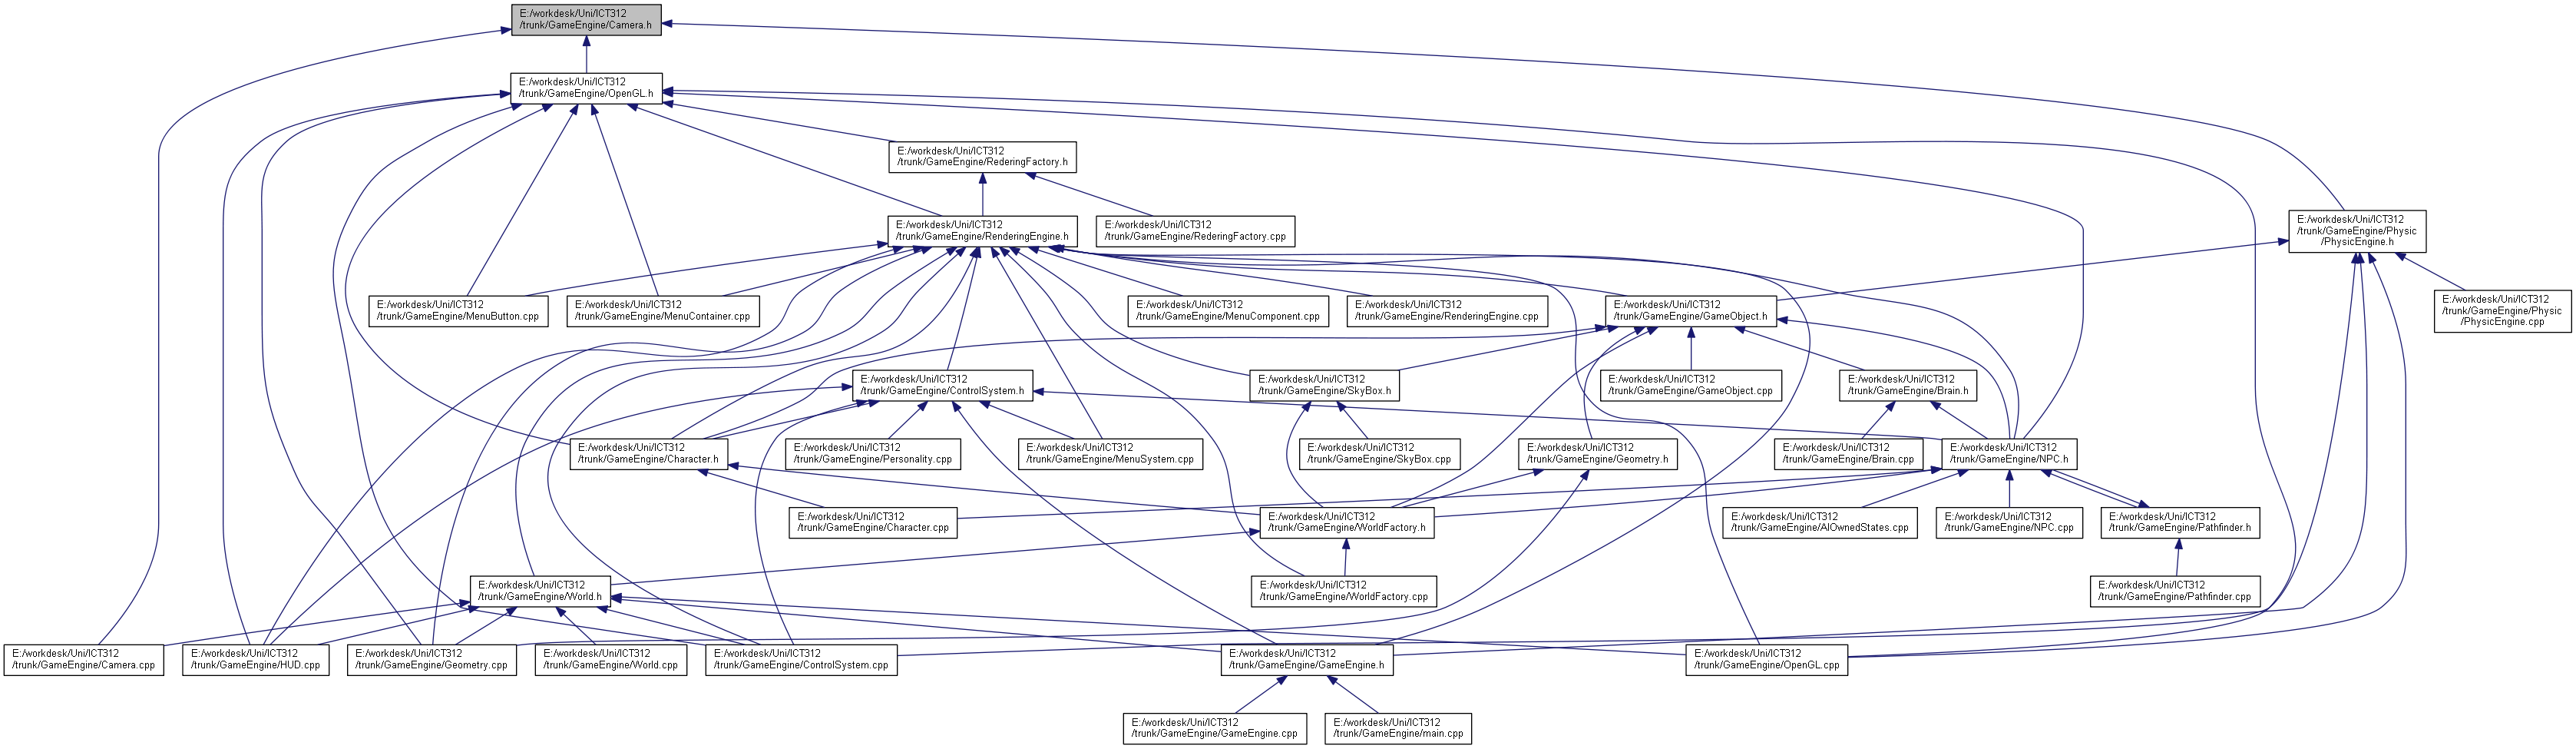 E:/workdesk/Uni/ICT312
/trunk/GameEngine/Camera.h
E:/workdesk/Uni/ICT312
/trunk/GameEngine/OpenGL.h
E:/workdesk/Uni/ICT312
/trunk/GameEngine/RederingFactory.h
E:/workdesk/Uni/ICT312
/trunk/GameEngine/RenderingEngine.h
E:/workdesk/Uni/ICT312
/trunk/GameEngine/RederingFactory.cpp
E:/workdesk/Uni/ICT312
/trunk/GameEngine/Physic
/PhysicEngine.h
E:/workdesk/Uni/ICT312
/trunk/GameEngine/MenuButton.cpp
E:/workdesk/Uni/ICT312
/trunk/GameEngine/MenuContainer.cpp
E:/workdesk/Uni/ICT312
/trunk/GameEngine/MenuComponent.cpp
E:/workdesk/Uni/ICT312
/trunk/GameEngine/RenderingEngine.cpp
E:/workdesk/Uni/ICT312
/trunk/GameEngine/GameObject.h
E:/workdesk/Uni/ICT312
/trunk/GameEngine/Physic
/PhysicEngine.cpp
E:/workdesk/Uni/ICT312
/trunk/GameEngine/ControlSystem.h
E:/workdesk/Uni/ICT312
/trunk/GameEngine/SkyBox.h
E:/workdesk/Uni/ICT312
/trunk/GameEngine/GameObject.cpp
E:/workdesk/Uni/ICT312
/trunk/GameEngine/Brain.h
E:/workdesk/Uni/ICT312
/trunk/GameEngine/Character.h
E:/workdesk/Uni/ICT312
/trunk/GameEngine/Personality.cpp
E:/workdesk/Uni/ICT312
/trunk/GameEngine/MenuSystem.cpp
E:/workdesk/Uni/ICT312
/trunk/GameEngine/SkyBox.cpp
E:/workdesk/Uni/ICT312
/trunk/GameEngine/Geometry.h
E:/workdesk/Uni/ICT312
/trunk/GameEngine/Brain.cpp
E:/workdesk/Uni/ICT312
/trunk/GameEngine/NPC.h
E:/workdesk/Uni/ICT312
/trunk/GameEngine/Character.cpp
E:/workdesk/Uni/ICT312
/trunk/GameEngine/WorldFactory.h
E:/workdesk/Uni/ICT312
/trunk/GameEngine/AIOwnedStates.cpp
E:/workdesk/Uni/ICT312
/trunk/GameEngine/NPC.cpp
E:/workdesk/Uni/ICT312
/trunk/GameEngine/Pathfinder.h
E:/workdesk/Uni/ICT312
/trunk/GameEngine/World.h
E:/workdesk/Uni/ICT312
/trunk/GameEngine/WorldFactory.cpp
E:/workdesk/Uni/ICT312
/trunk/GameEngine/Pathfinder.cpp
E:/workdesk/Uni/ICT312
/trunk/GameEngine/Camera.cpp
E:/workdesk/Uni/ICT312
/trunk/GameEngine/HUD.cpp
E:/workdesk/Uni/ICT312
/trunk/GameEngine/Geometry.cpp
E:/workdesk/Uni/ICT312
/trunk/GameEngine/World.cpp
E:/workdesk/Uni/ICT312
/trunk/GameEngine/ControlSystem.cpp
E:/workdesk/Uni/ICT312
/trunk/GameEngine/GameEngine.h
E:/workdesk/Uni/ICT312
/trunk/GameEngine/OpenGL.cpp
E:/workdesk/Uni/ICT312
/trunk/GameEngine/GameEngine.cpp
E:/workdesk/Uni/ICT312
/trunk/GameEngine/main.cpp